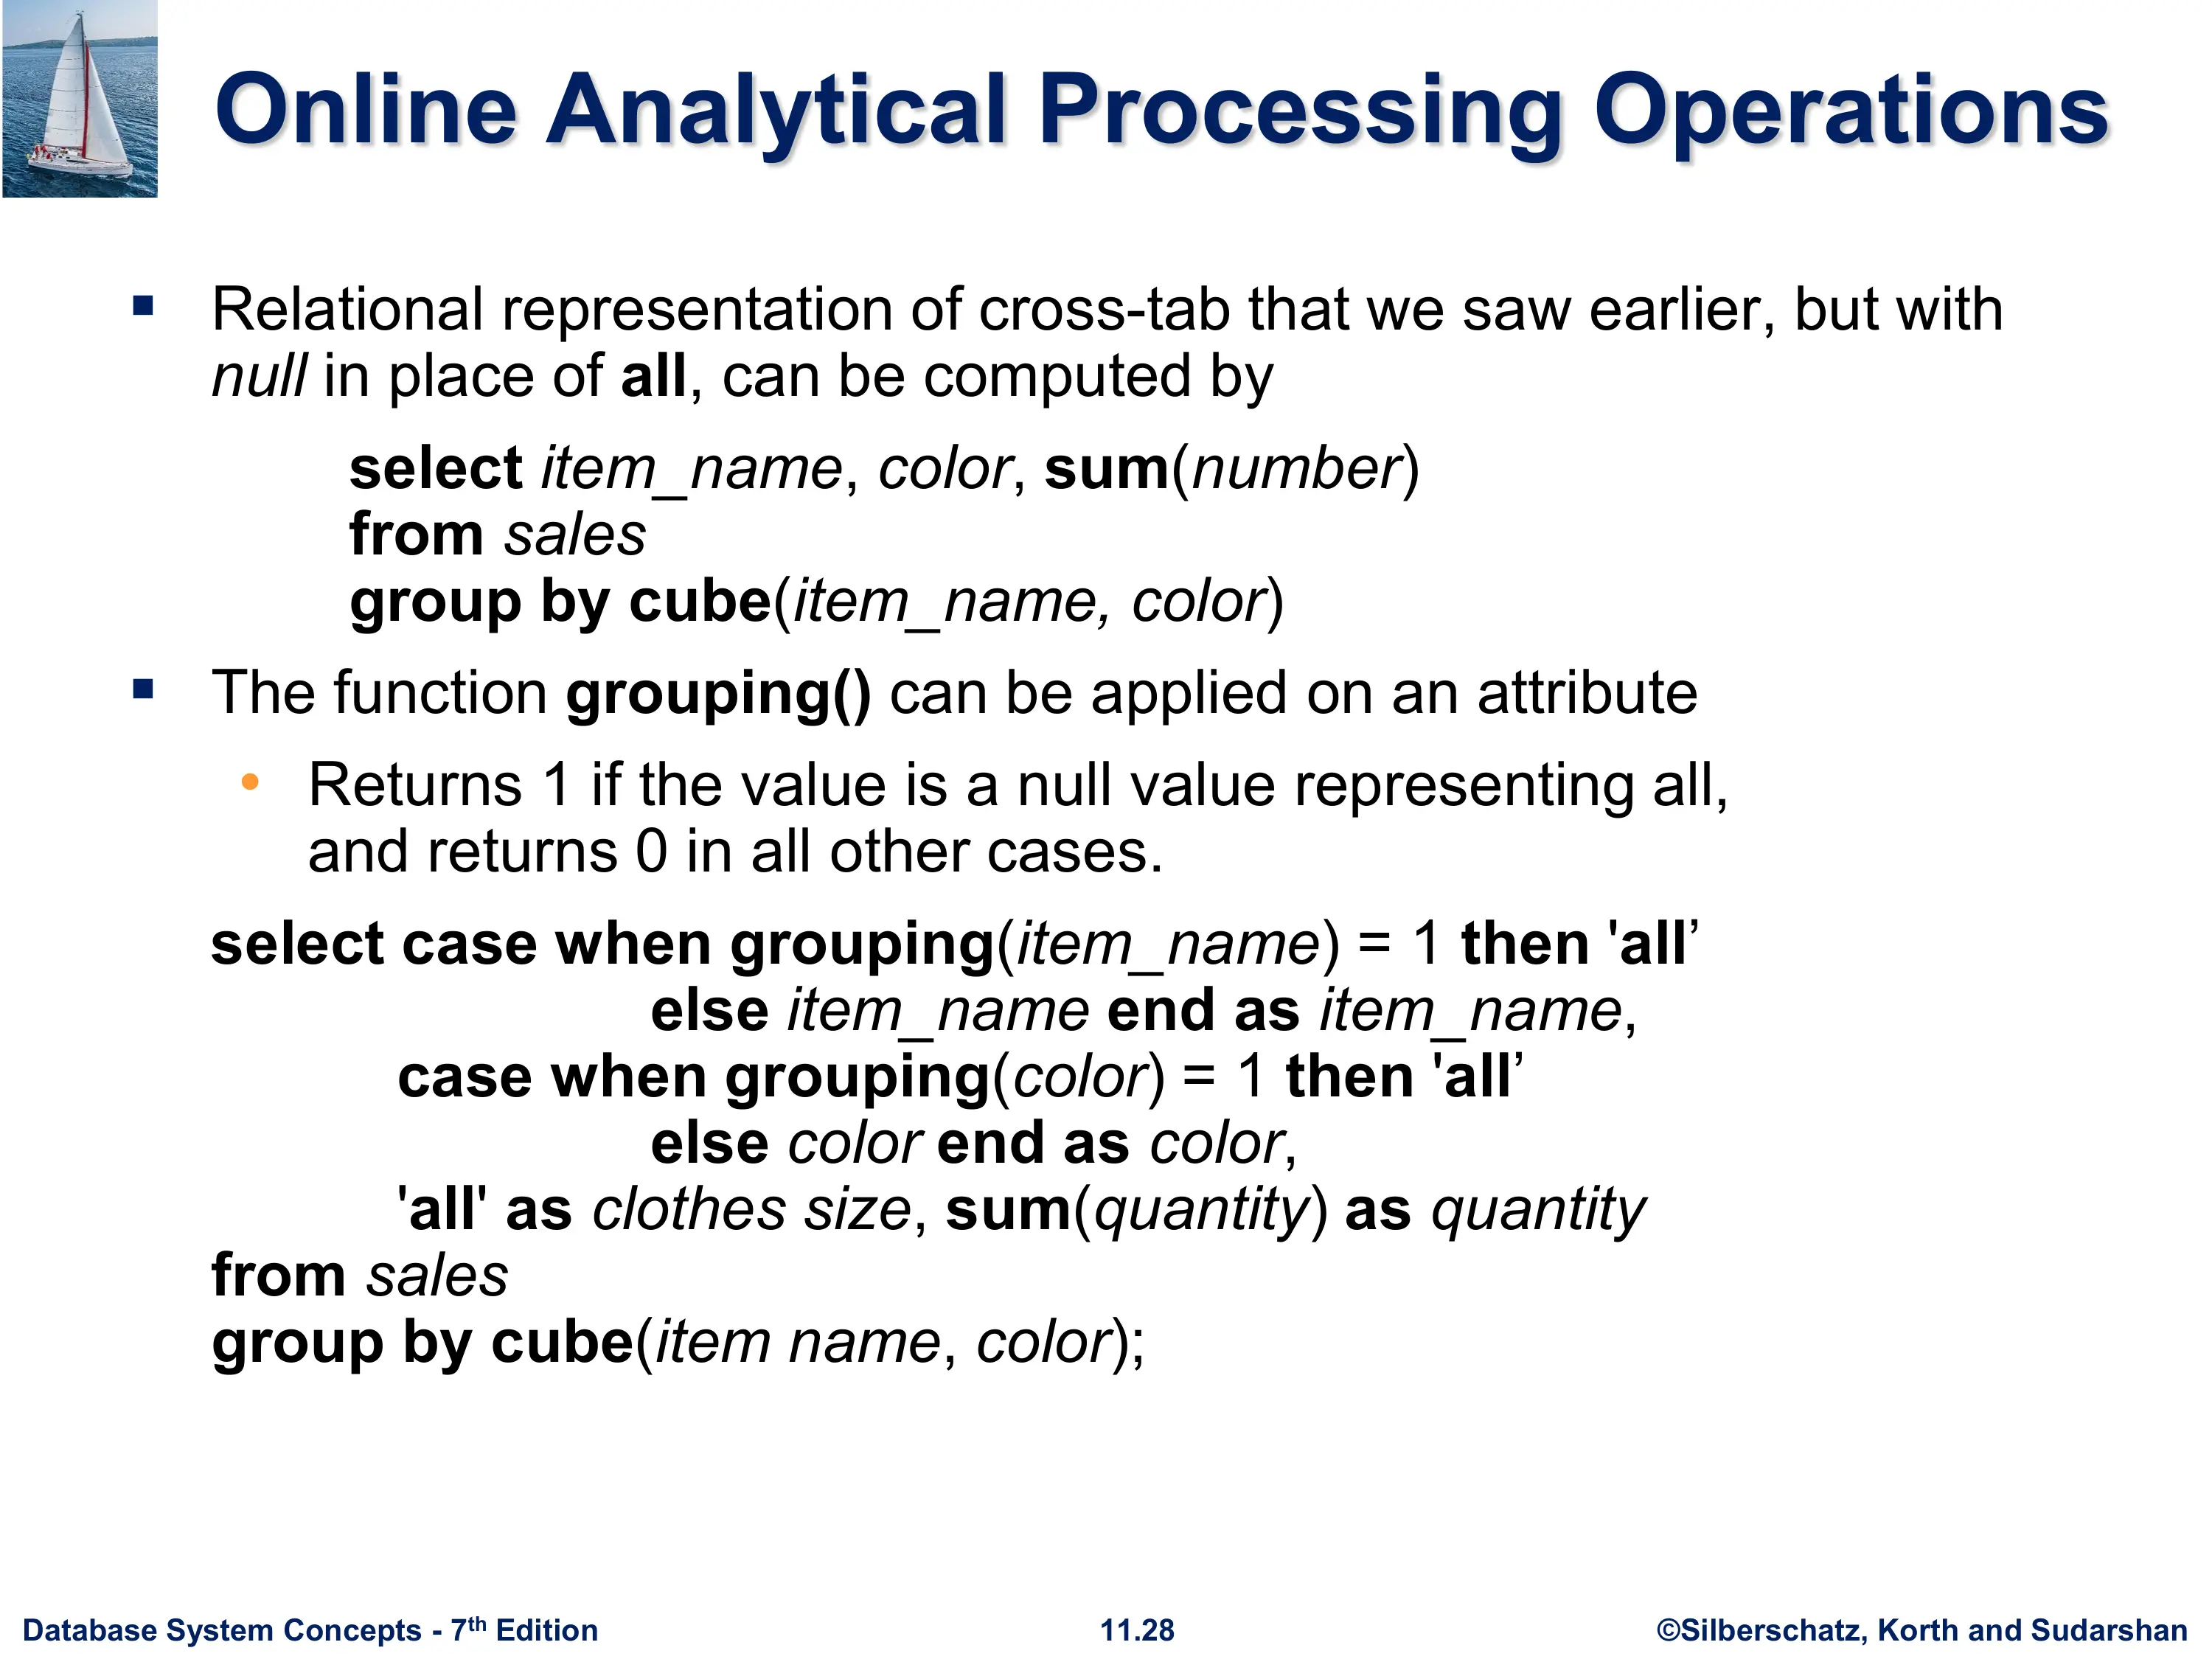 Online Analytical Processing Operations
Relational representation of cross-tab that we saw earlier, but with
null in place of all, can be computed by
select item_name, color, sum(number)
from sales
group by cube(item_name, color)
The function grouping() can be applied on an attribute
Returns 1 if the value is a null value representing all,
and returns 0 in all other cases.
select case when grouping(item_name) = 1 then 'all’
else item_name end as item_name,
case when grouping(color) = 1 then 'all’
else color end as color,
'all' as clothes size, sum(quantity) as quantity
from sales
group by cube(item name, color);
Database System Concepts - 7th Edition
11.28
©Silberschatz, Korth and Sudarshan